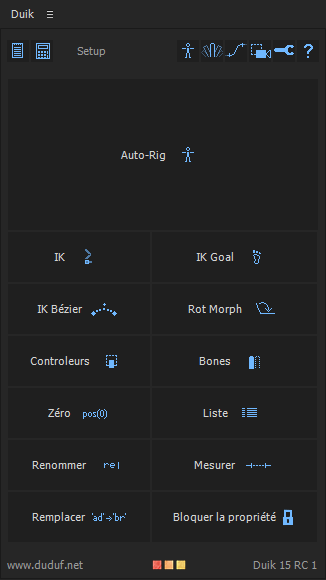 Duik
Setup
?
Auto-Rig
IK
IK Goal
IK Bézier
Rot Morph
Controleurs
Bones
Zéro pos(0)
Liste
Renommer re|
Mesurer
Remplacer 'ad'→'br'
Bloquer la propriété
www.duduf.net
Duik 15 RC 1